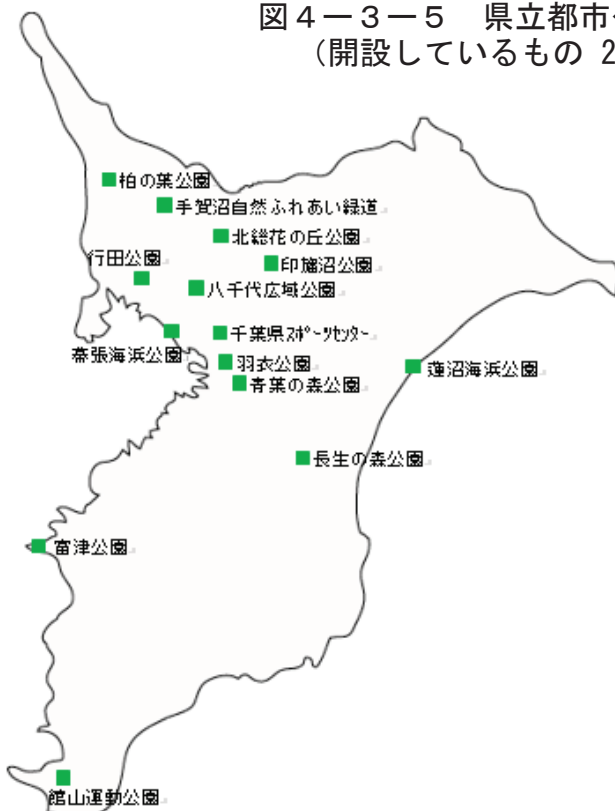 図４－３－５　県立都市
（開設しているもの 2
柏の葉公園
手賀沼自然ふれあい緑道
北総花の丘公園
行田公園
印旛沼公園
八千代広域公園
千葉県ｽﾎﾟｰﾂｾﾝﾀｰ
幕張海浜公園
羽衣公園
蓮沼海浜公園
青葉の森公園
長生の森公園
富津公園
館山運動公園